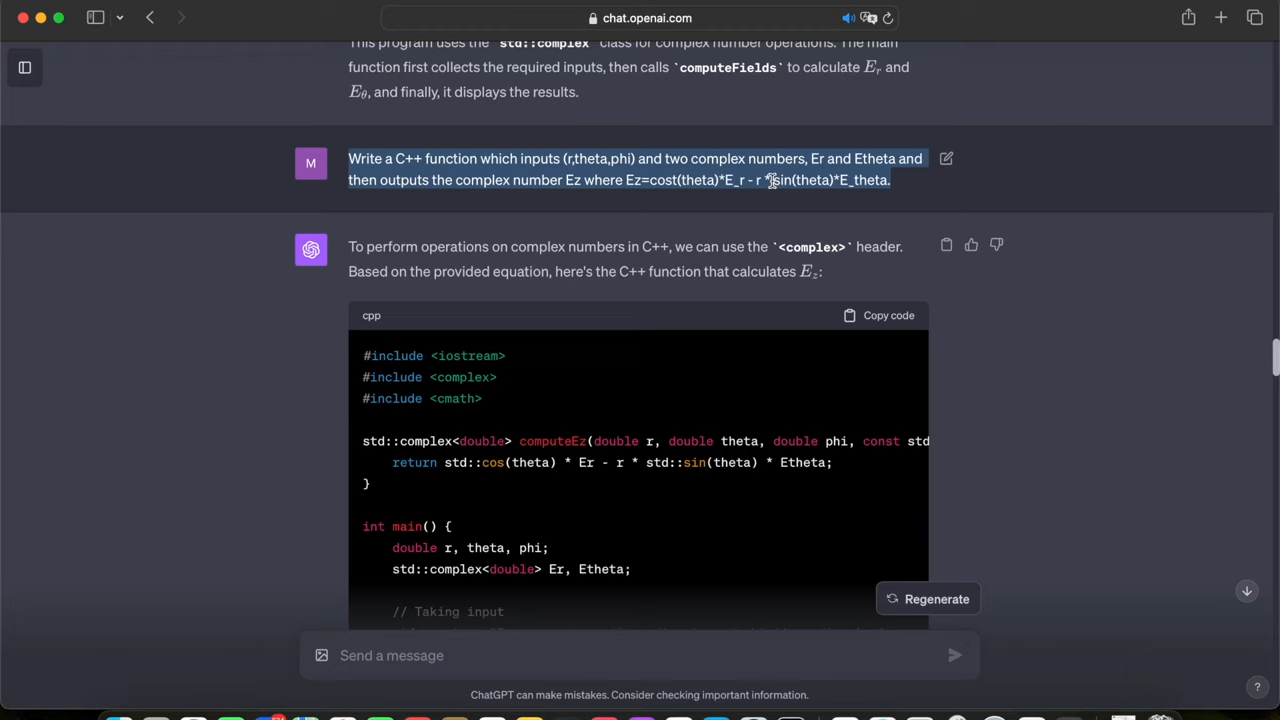 chat.openai.com
This program uses the `std::complex` class for complex number operations. The main
function first collects the required inputs, then calls `computeFields` to calculate E_r and
E_θ, and finally, it displays the results.
M
Write a C++ function which inputs (r,theta,phi) and two complex numbers, Er and Etheta and
then outputs the complex number Ez where Ez=cost(theta)*E_r - r *sin(theta)*E_theta.
To perform operations on complex numbers in C++, we can use the `<complex>` header.
Based on the provided equation, here's the C++ function that calculates E_z:
cpp
Copy code
#include <iostream>
#include <complex>
#include <cmath>
std::complex<double> computeEz(double r, double theta, double phi, const std
return std::cos(theta) * Er - r * std::sin(theta) * Etheta;
}
int main() {
double r, theta, phi;
std::complex<double> Er, Etheta;
// Taking input
Regenerate
Send a message
ChatGPT can make mistakes. Consider checking important information.
?